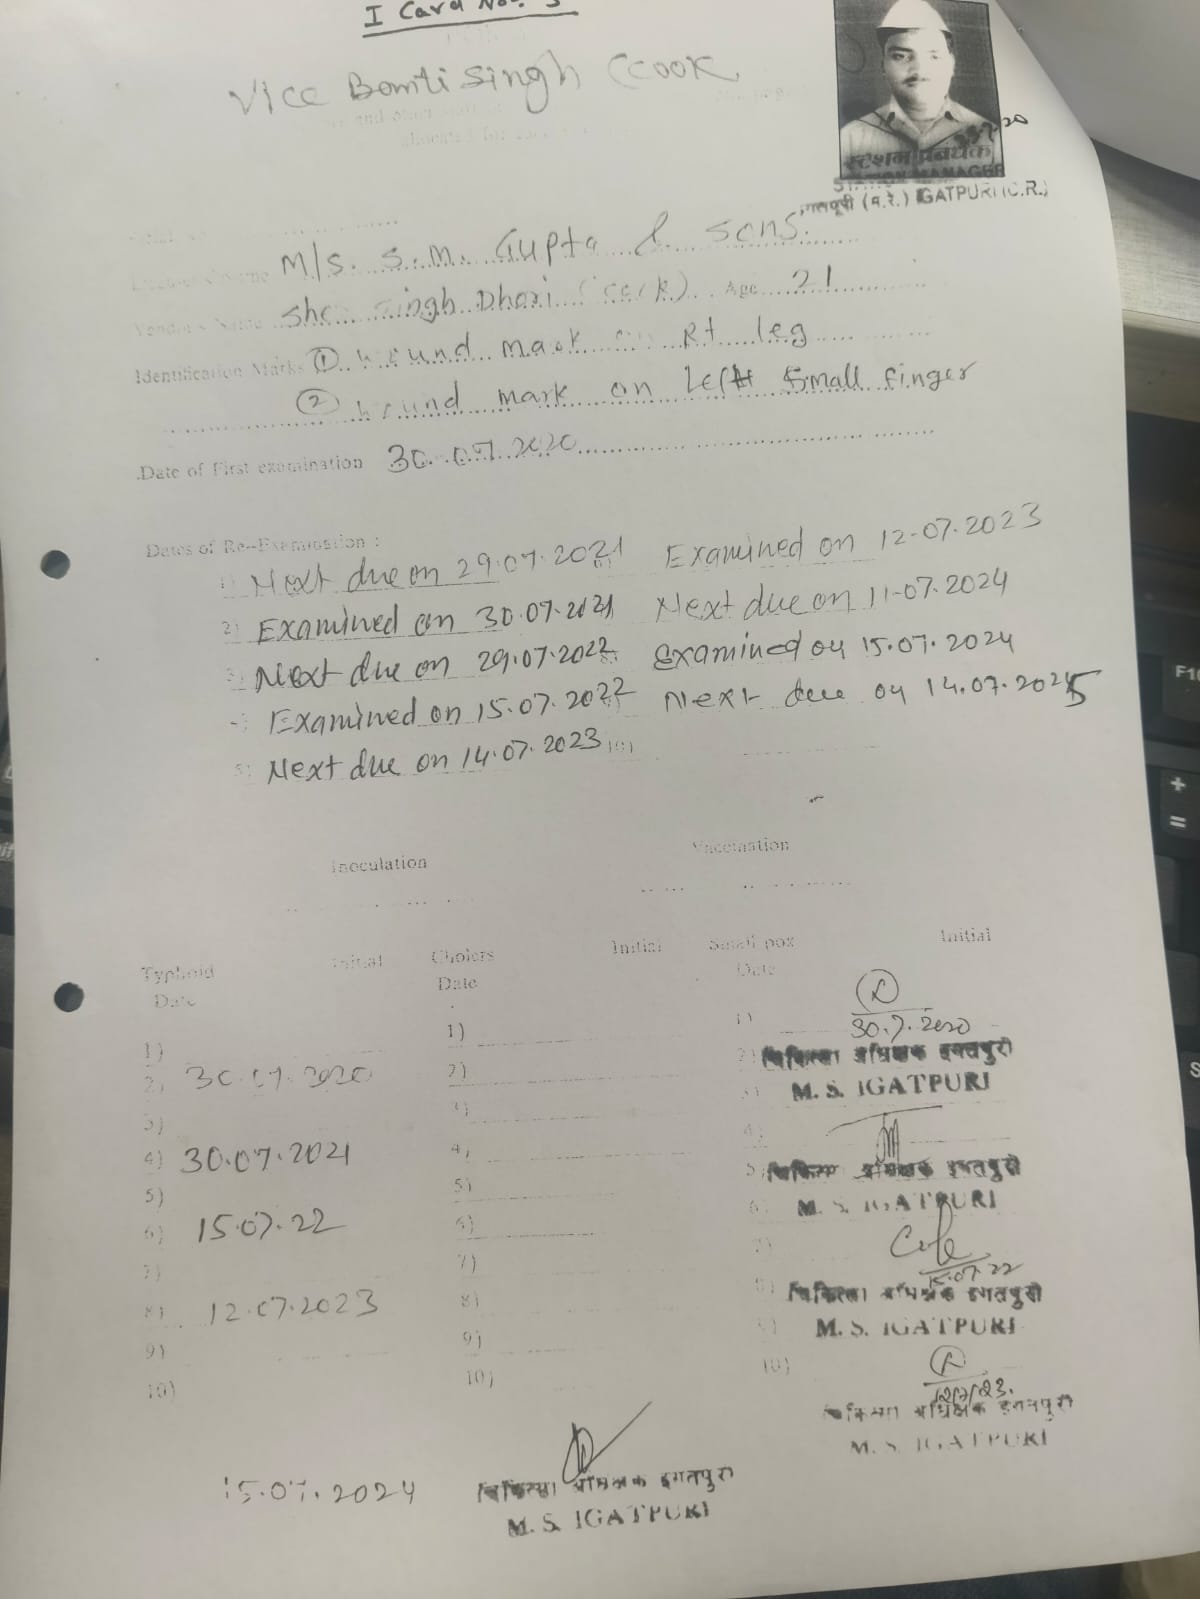 I Card No.
Vice Bomti Singh (Cook
20
स्टेशन प्रबंधक
STATION MANAGER
इगतपूरी (म.रे.) IGATPURI (C.R.)
M/s. S.M. Gupta & Sons.
Singh Dhari Age 21
Identification Marks ① wound mark Rt leg
② wound mark on left small finger
Date of First examination 30.07.2020
Dates of Re-Examination :
1) Next due on 29.07.2021 Examined on 12.07.2023
2) Examined on 30.07.2021 Next due on 11.07.2024
3) Next due on 29.07.2022 Examined on 15.07.2024
Examined on 15.07.2022 Next due on 14.07.2025
5) Next due on 14.07.2023 10)
Inoculation Vaccination
Typhoid Initial Cholers Initial Small pox Initial
Date Date Date
1) 1) 1) 30.7.2020
2) 30.07.2020 2) 2) चिकित्सा अधिक्षक इगतपुरी
3) 3) 3) M. S. IGATPURI
4) 30.07.2021 4) 4)
5) 5) 5) चिकित्सा अधिक्षक इगतपुरी
6) 15.07.22 6) 6) M. S. IGATPURI
7) 7) 7) 15.07.22
8) 12.07.2023 8) 8) चिकित्सा अधिक्षक इगतपुरी
9) 9) 9) M. S. IGATPURI
10) 10) 10) 12/7/23.
चिकित्सा अधिक्षक इगतपुरी
M. S. IGATPURI
15.07.2024 चिकित्सा अधिक्षक इगतपुरी
M. S. IGATPURI